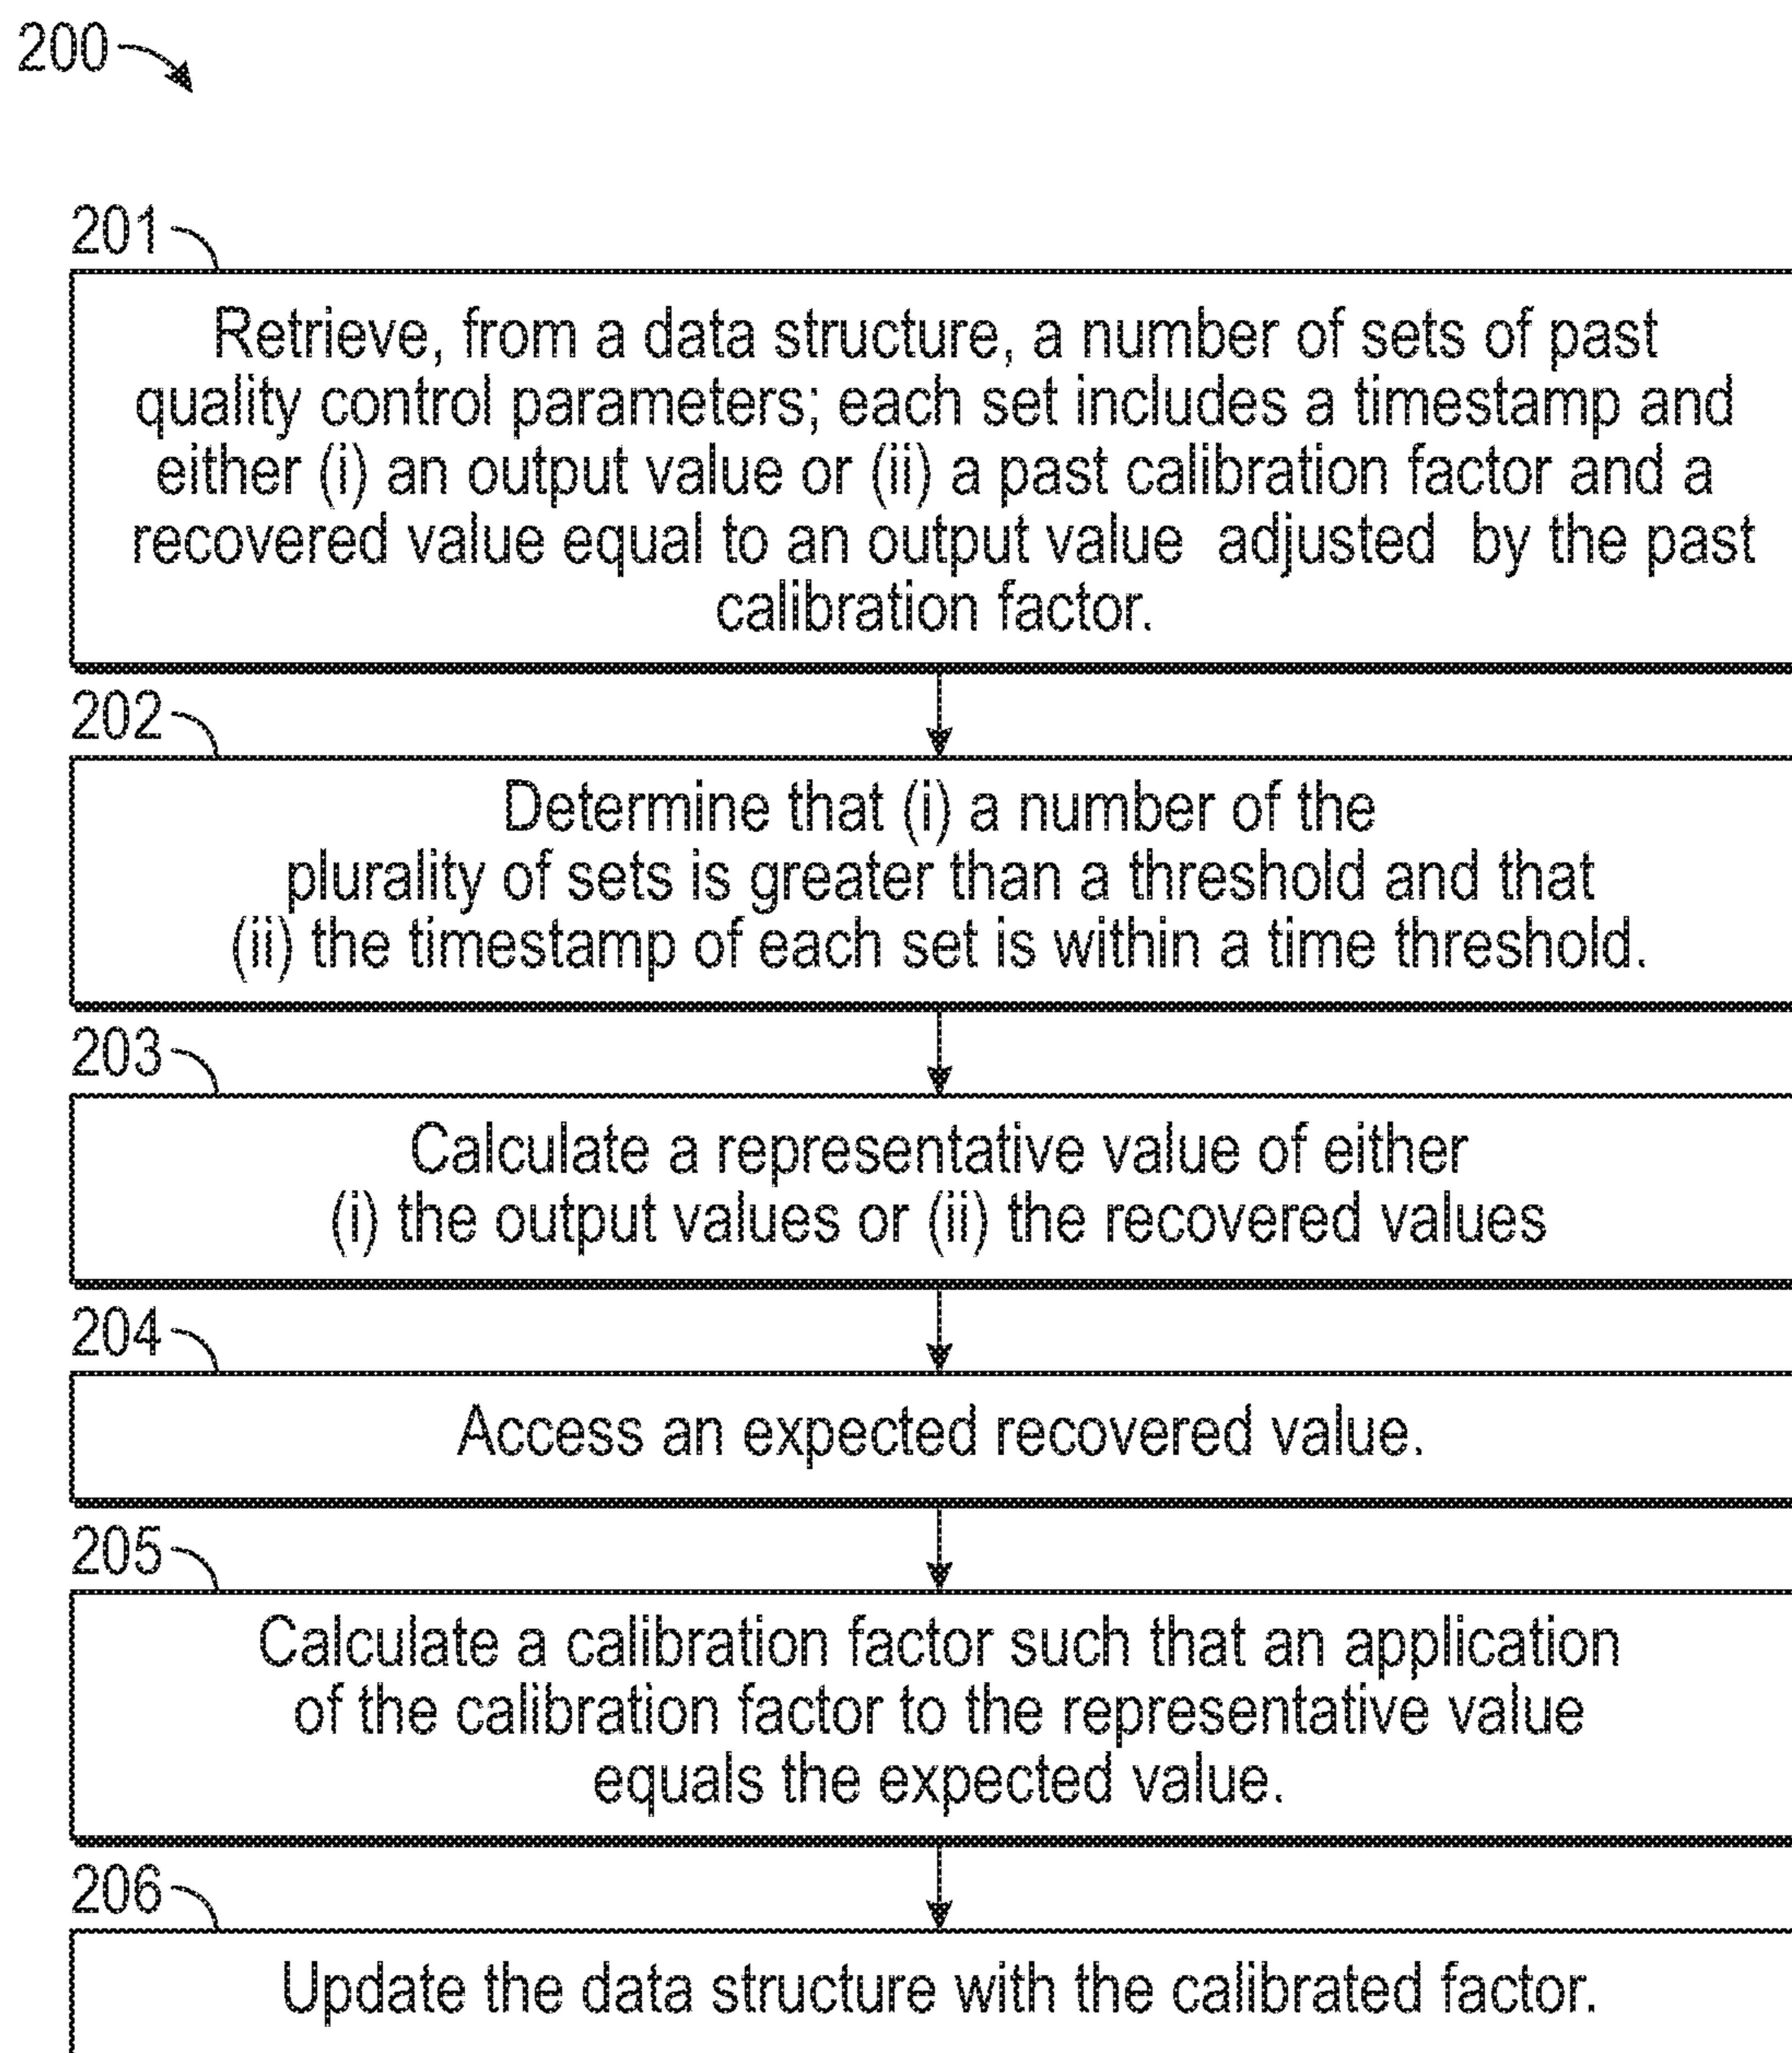 200
201
Retrieve, from a data structure, a number of sets of past
quality control parameters; each set includes a timestamp and
either (i) an output value or (ii) a past calibration factor and a
recovered value equal to an output value adjusted by the past
calibration factor.
202
Determine that (i) a number of the
plurality of sets is greater than a threshold and that
(ii) the timestamp of each set is within a time threshold.
203
Calculate a representative value of either
(i) the output values or (ii) the recovered values
204
Access an expected recovered value.
205
Calculate a calibration factor such that an application
of the calibration factor to the representative value
equals the expected value.
206
Update the data structure with the calibrated factor.